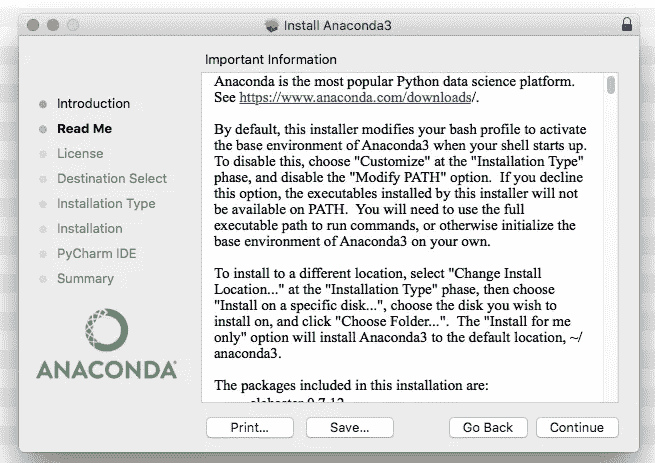 Install Anaconda3
Important Information
Introduction
Read Me
License
Destination Select
Installation Type
Installation
PyCharm IDE
Summary
ANACONDA
Anaconda is the most popular Python data science platform.
See https://www.anaconda.com/downloads/.
By default, this installer modifies your bash profile to activate
the base environment of Anaconda3 when your shell starts up.
To disable this, choose "Customize" at the "Installation Type"
phase, and disable the "Modify PATH" option.  If you decline
this option, the executables installed by this installer will not
be available on PATH.  You will need to use the full
executable path to run commands, or otherwise initialize the
base environment of Anaconda3 on your own.
To install to a different location, select "Change Install
Location..." at the "Installation Type" phase, then choose
"Install on a specific disk...", choose the disk you wish to
install on, and click "Choose Folder...".  The "Install for me
only" option will install Anaconda3 to the default location, ~/
anaconda3.
The packages included in this installation are:
Print...
Save...
Go Back
Continue